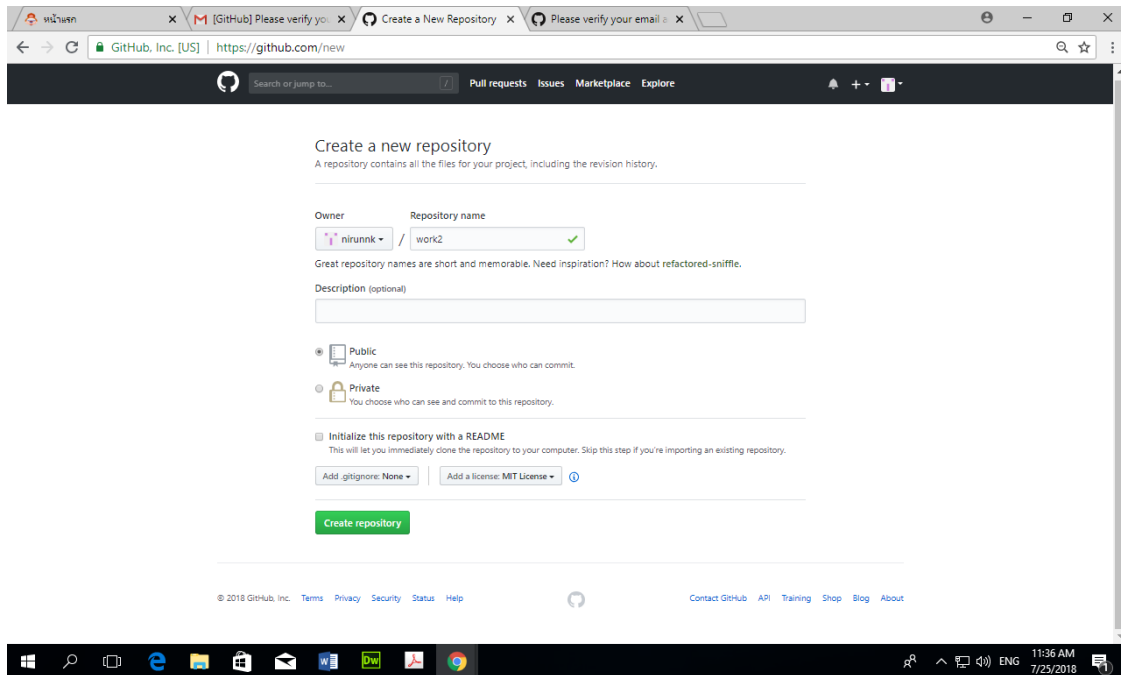 หน้าแรก
[GitHub] Please verify you
Create a New Repository
Please verify your email a
GitHub, Inc. [US] | https://github.com/new
Search or jump to... /
Pull requests Issues Marketplace Explore
Create a new repository
A repository contains all the files for your project, including the revision history.
Owner Repository name
nirunnk / work2
Great repository names are short and memorable. Need inspiration? How about refactored-sniffle.
Description (optional)
Public
Anyone can see this repository. You choose who can commit.
Private
You choose who can see and commit to this repository.
Initialize this repository with a README
This will let you immediately clone the repository to your computer. Skip this step if you're importing an existing repository.
Add .gitignore: None Add a license: MIT License
Create repository
© 2018 GitHub, Inc. Terms Privacy Security Status Help Contact GitHub API Training Shop Blog About
Dw
ENG
11:36 AM
7/25/2018
1